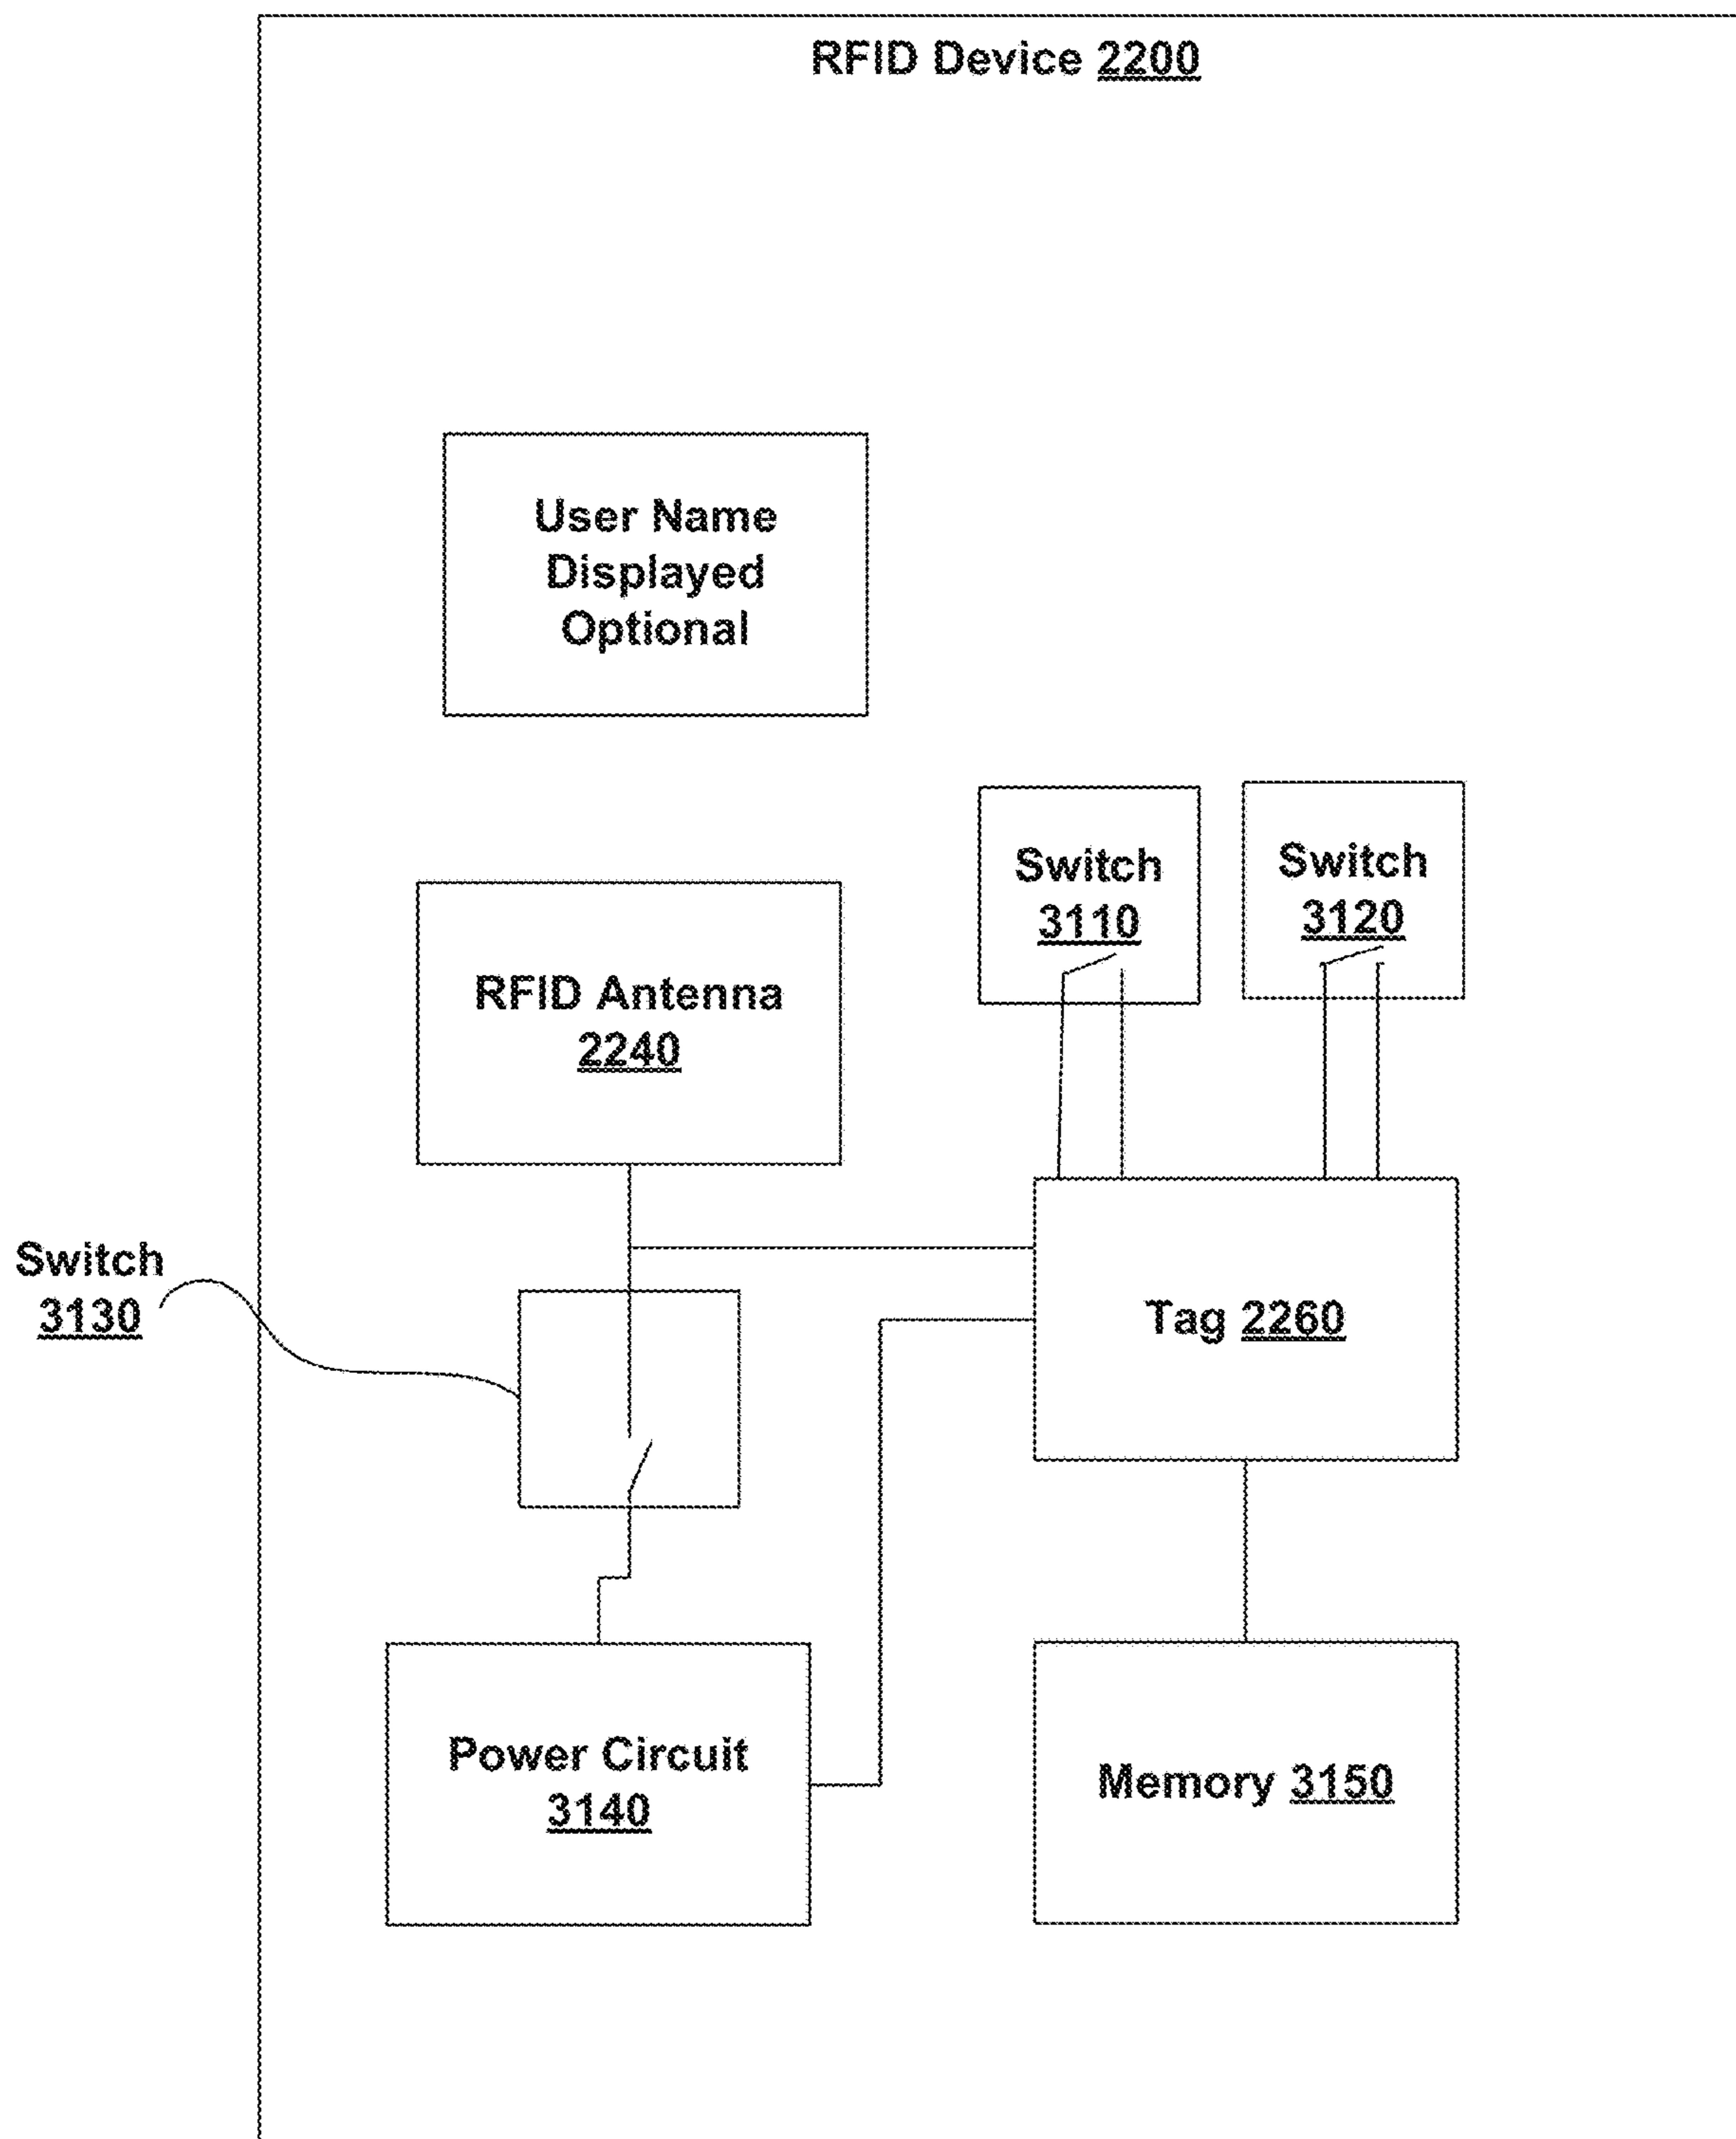 RFID Device 2200
User Name
Displayed
Optional
Switch
3110
Switch
3120
RFID Antenna
2240
Switch
3130
Tag 2260
Power Circuit
3140
Memory 3150